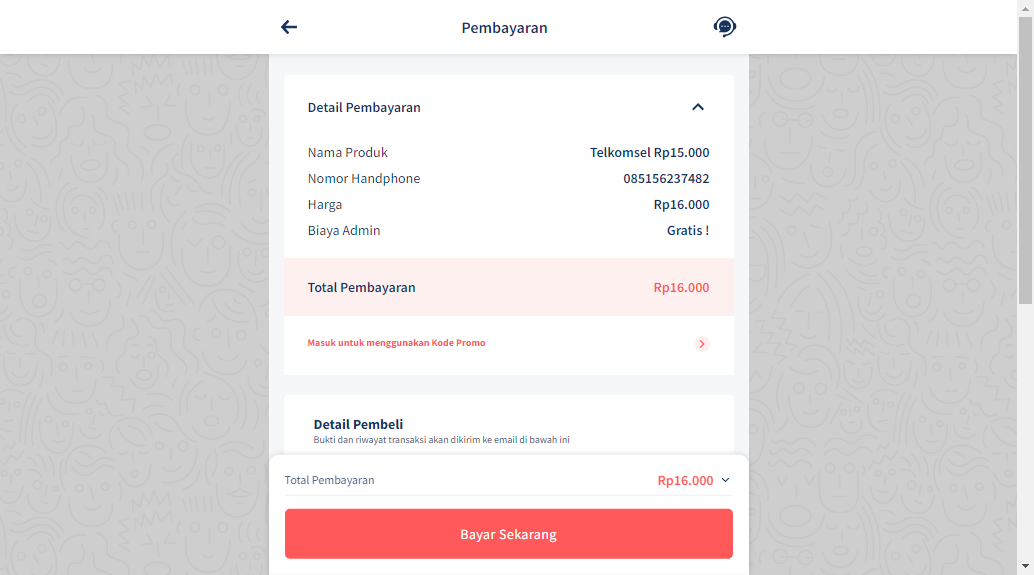 Pembayaran
Detail Pembayaran
Nama Produk Telkomsel Rp15.000
Nomor Handphone 085156237482
Harga Rp16.000
Biaya Admin Gratis !
Total Pembayaran Rp16.000
Masuk untuk menggunakan Kode Promo
Detail Pembeli
Bukti dan riwayat transaksi akan dikirim ke email di bawah ini
Total Pembayaran Rp16.000
Bayar Sekarang